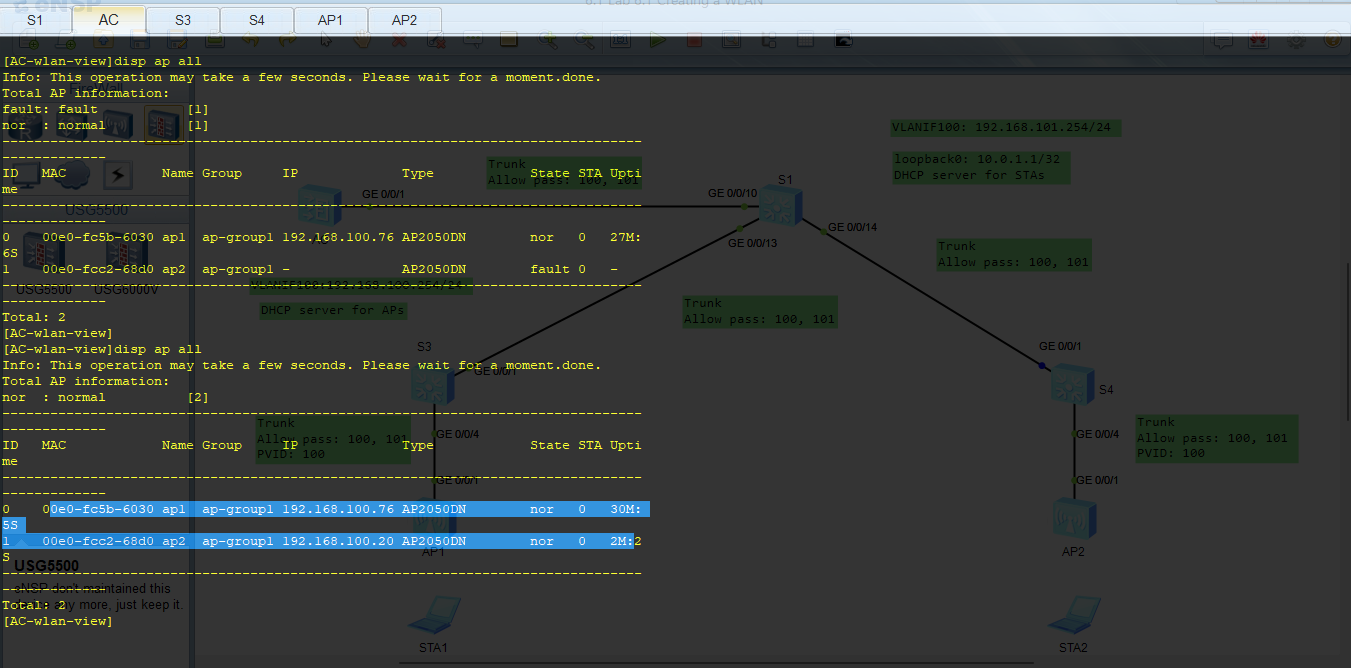 eNSP
6.1 Lab 6.1 Creating a WLAN
S1 AC S3 S4 AP1 AP2
[AC-wlan-view]disp ap all
Info: This operation may take a few seconds. Please wait for a moment.done.
Total AP information:
fault: fault [1]
nor : normal [1]
--------------------------------------------------------------------------------
-------------
ID MAC Name Group IP Type State STA Upti
me
--------------------------------------------------------------------------------
-------------
0 00e0-fc5b-6030 ap1 ap-group1 192.168.100.76 AP2050DN nor 0 27M:
6S
1 00e0-fcc2-68d0 ap2 ap-group1 - AP2050DN fault 0 -
--------------------------------------------------------------------------------
-------------
Total: 2
[AC-wlan-view]
[AC-wlan-view]disp ap all
Info: This operation may take a few seconds. Please wait for a moment.done.
Total AP information:
nor : normal [2]
--------------------------------------------------------------------------------
-------------
ID MAC Name Group IP Type State STA Upti
me
--------------------------------------------------------------------------------
-------------
0 00e0-fc5b-6030 ap1 ap-group1 192.168.100.76 AP2050DN nor 0 30M:
5S
1 00e0-fcc2-68d0 ap2 ap-group1 192.168.100.20 AP2050DN nor 0 2M:2
S
--------------------------------------------------------------------------------
-------------
Total: 2
[AC-wlan-view]
USG5500
USG5500 USG6000V
USG5500
eNSP don't maintained this
any more, just keep it.
VLANIF100: 192.168.101.254/24
loopback0: 10.0.1.1/32
DHCP server for STAs
Trunk
Allow pass: 100, 101
GE 0/0/1
GE 0/0/10
S1
GE 0/0/13
GE 0/0/14
Trunk
Allow pass: 100, 101
VLANIF100:192.168.100.254/24
DHCP server for APs
Trunk
Allow pass: 100, 101
S3
GE 0/0/1
GE 0/0/1
S4
Trunk
Allow pass: 100, 101
PVID: 100
GE 0/0/4
GE 0/0/1
AP1
GE 0/0/4
GE 0/0/1
Trunk
Allow pass: 100, 101
PVID: 100
AP2
STA1
STA2